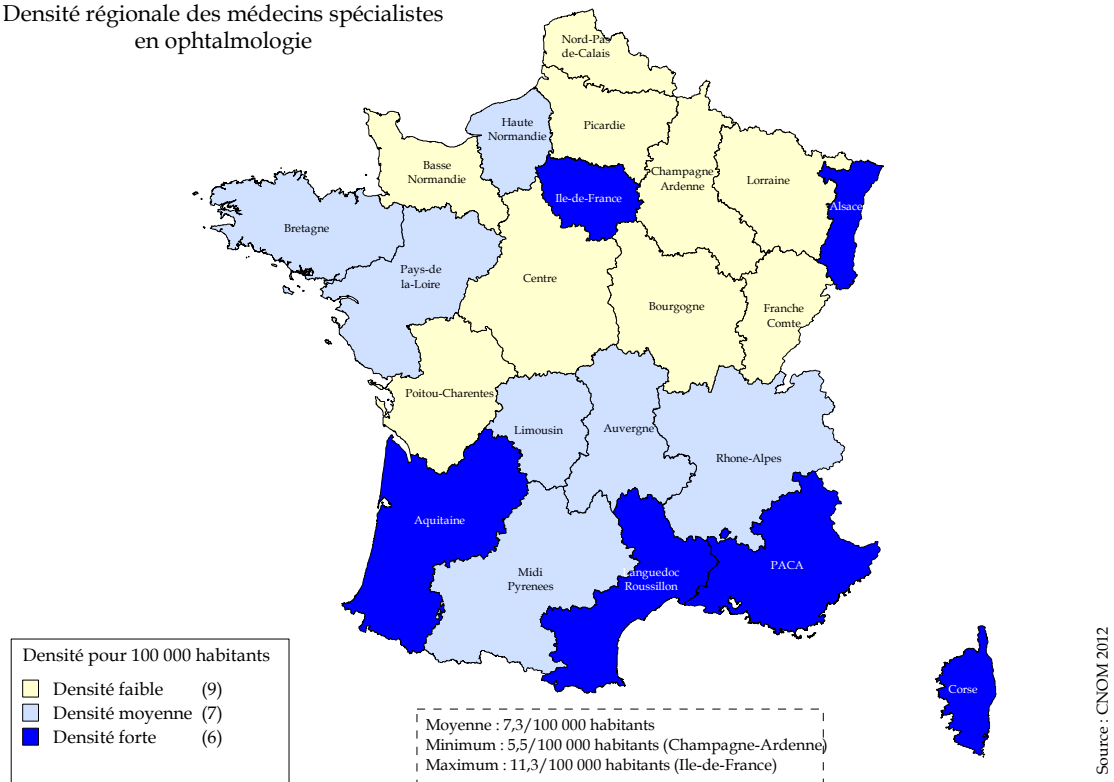 Densité régionale des médecins spécialistes
en ophtalmologie
Nord-Pas
de-Calais
Haute
Normandie
Picardie
Basse
Normandie
Champagne
Ardenne
Lorraine
Ile-de-France
Alsace
Bretagne
Pays-de
la-Loire
Centre
Bourgogne
Franche
Comte
Poitou-Charentes
Limousin
Auvergne
Rhone-Alpes
Aquitaine
Midi
Pyrenees
Languedoc
Roussillon
PACA
Corse
Densité pour 100 000 habitants
Densité faible (9)
Densité moyenne (7)
Densité forte (6)
Moyenne : 7,3/100 000 habitants
Minimum : 5,5/100 000 habitants (Champagne-Ardenne)
Maximum : 11,3/100 000 habitants (Ile-de-France)
Source : CNOM 2012